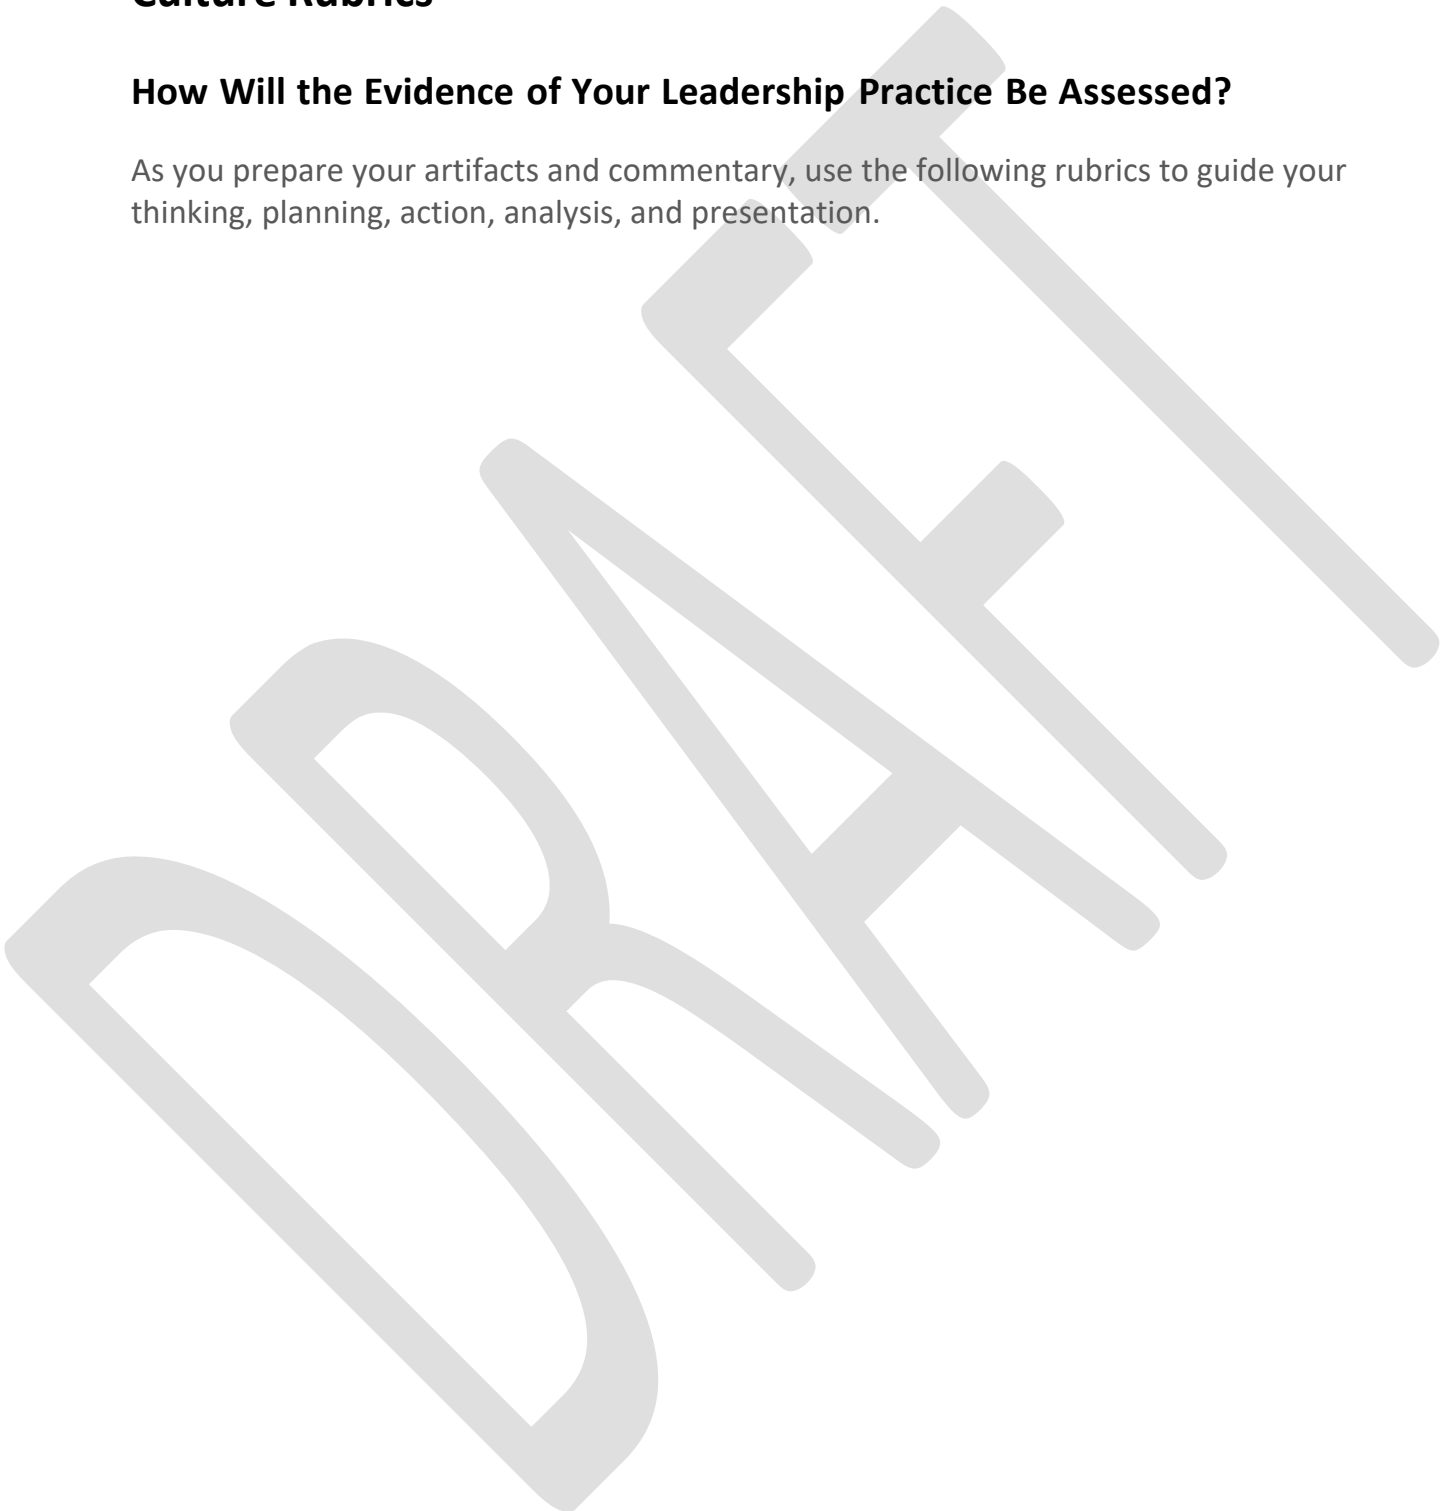 Culture Rubrics
How Will the Evidence of Your Leadership Practice Be Assessed?
As you prepare your artifacts and commentary, use the following rubrics to guide your
thinking, planning, action, analysis, and presentation.
DRAFT